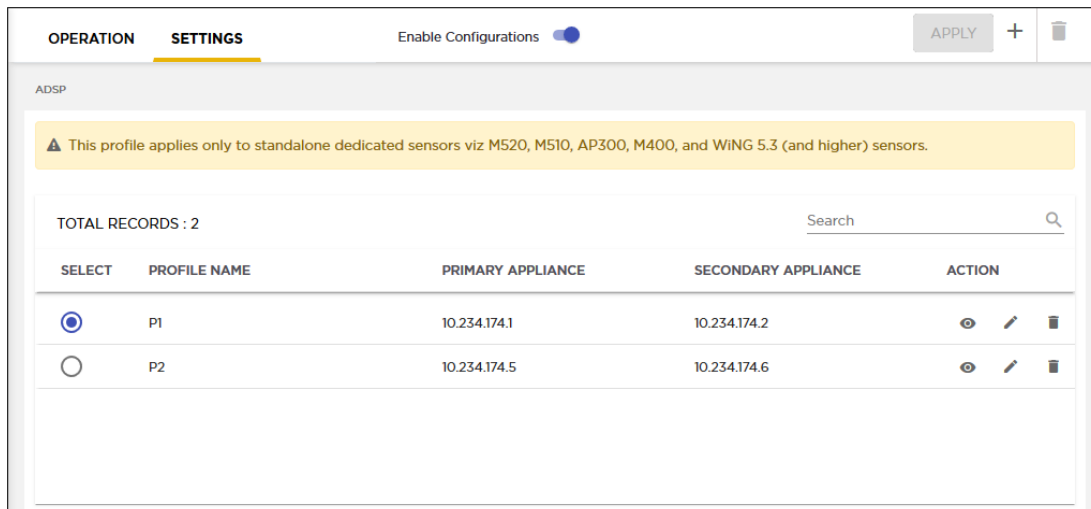 OPERATION SETTINGS Enable Configurations APPLY
ADSP
This profile applies only to standalone dedicated sensors viz M520, M510, AP300, M400, and WiNG 5.3 (and higher) sensors.
TOTAL RECORDS : 2 Search
SELECT PROFILE NAME PRIMARY APPLIANCE SECONDARY APPLIANCE ACTION
P1 10.234.174.1 10.234.174.2
P2 10.234.174.5 10.234.174.6